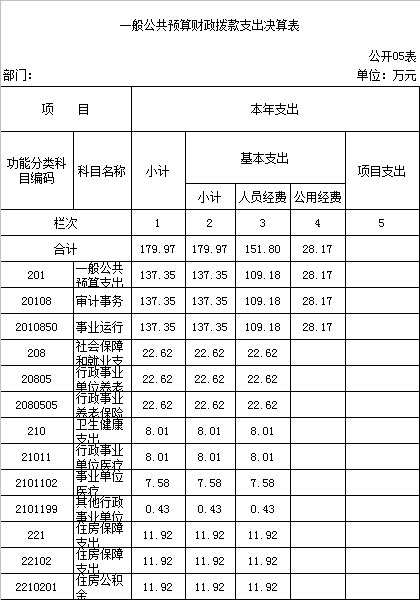 一般公共预算财政拨款支出决算表
公开05表
部门: 单位: 万元
项 目 本年支出
功能分类科目编码 科目名称 小计 基本支出 项目支出
小计 人员经费 公用经费
栏次 1 2 3 4 5
合计 179.97 179.97 151.80 28.17
201 一般公共预算支出 137.35 137.35 109.18 28.17
20108 审计事务 137.35 137.35 109.18 28.17
2010850 事业运行 137.35 137.35 109.18 28.17
208 社会保障和就业支 22.62 22.62 22.62
20805 行政事业单位养老 22.62 22.62 22.62
2080505 行政事业养老保险 22.62 22.62 22.62
210 卫生健康支出 8.01 8.01 8.01
21011 行政事业单位医疗 8.01 8.01 8.01
2101102 事业单位医疗 7.58 7.58 7.58
2101199 其他行政事业单位 0.43 0.43 0.43
221 住房保障支出 11.92 11.92 11.92
22102 住房保障支出 11.92 11.92 11.92
2210201 住房公积金 11.92 11.92 11.92